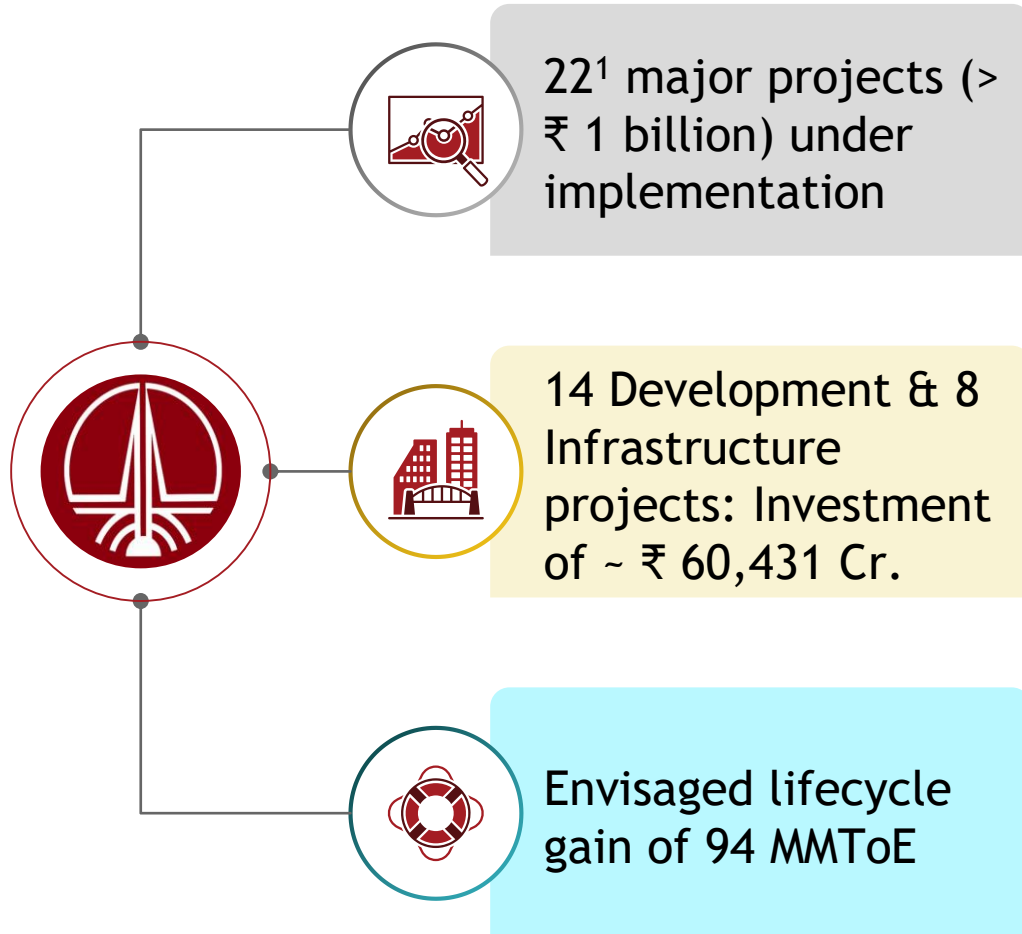 22¹ major projects (>
₹ 1 billion) under
implementation
14 Development & 8
Infrastructure
projects: Investment
of ~ ₹ 60,431 Cr.
Envisaged lifecycle
gain of 94 MMToE